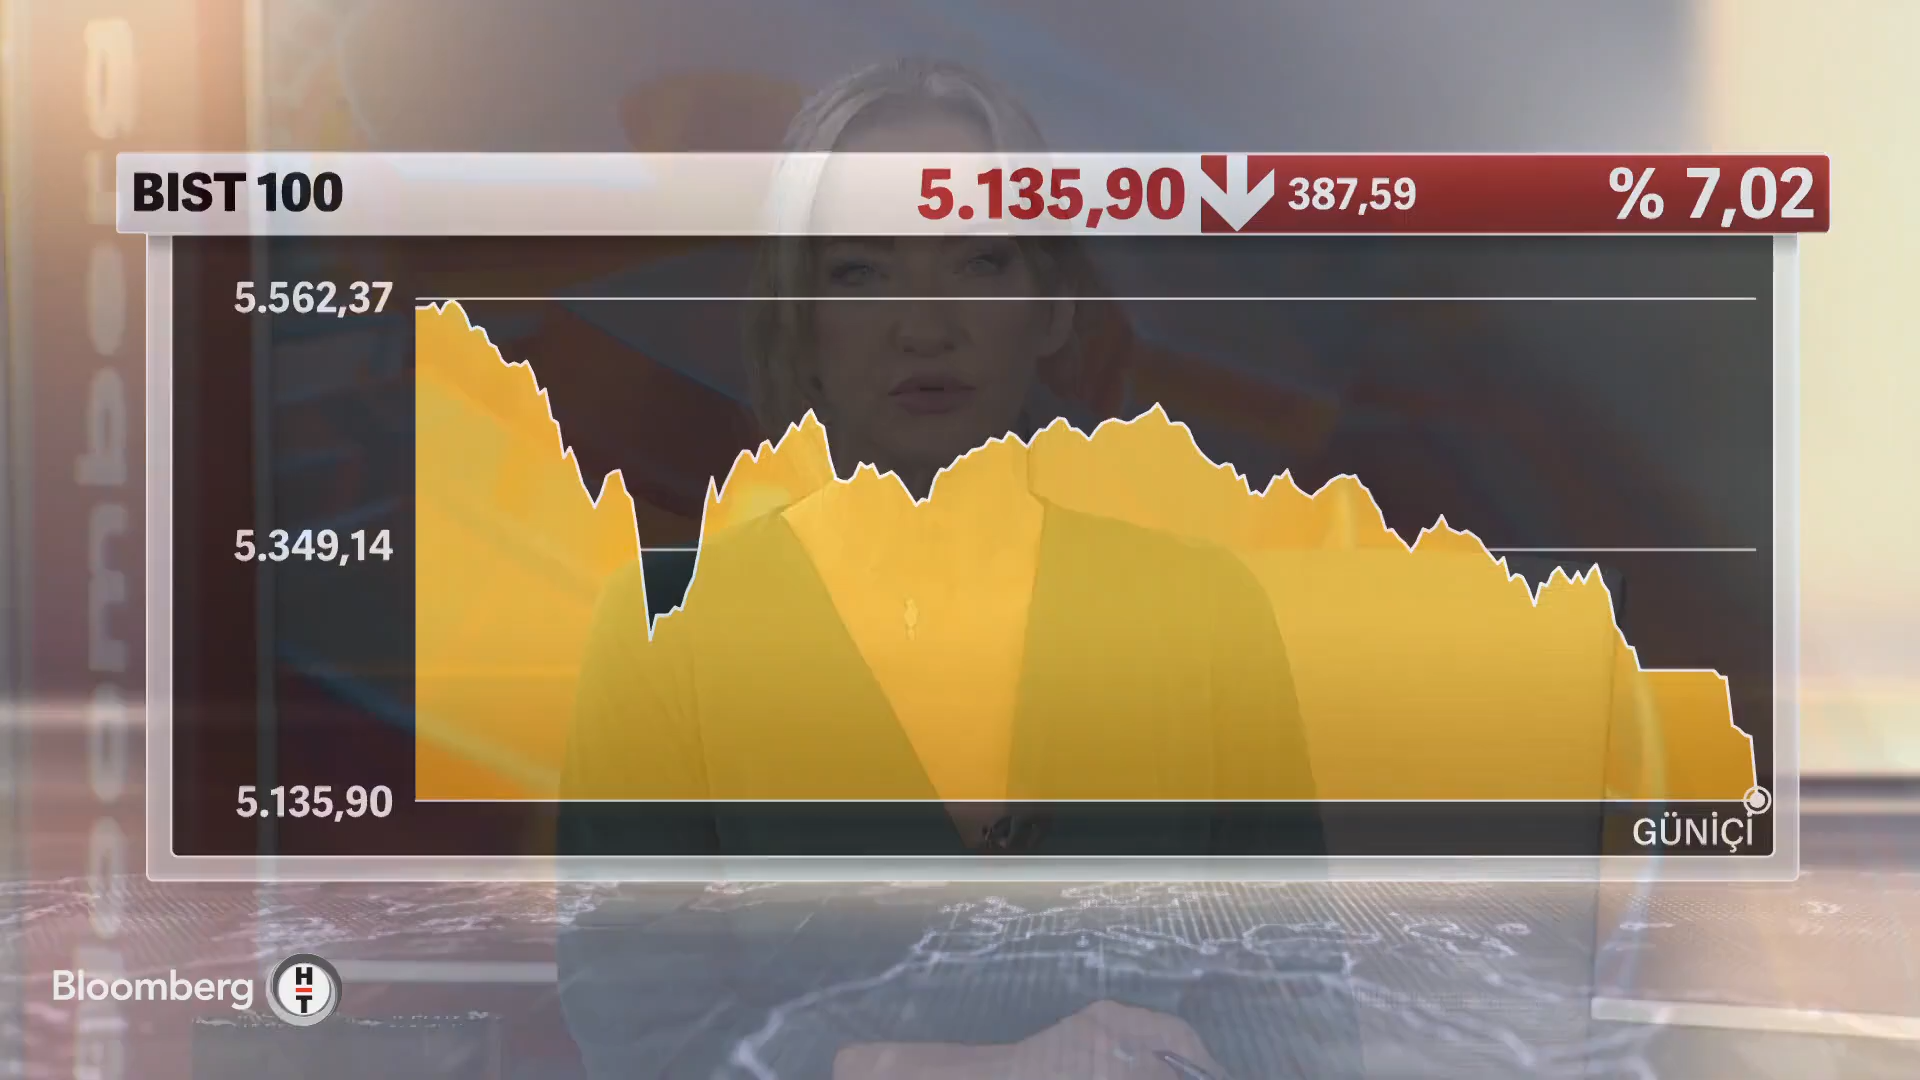 BIST 100 5.135,90 387,59 % 7,02
5.562,37
5.349,14
5.135,90
GÜNİÇİ
Bloomberg HT